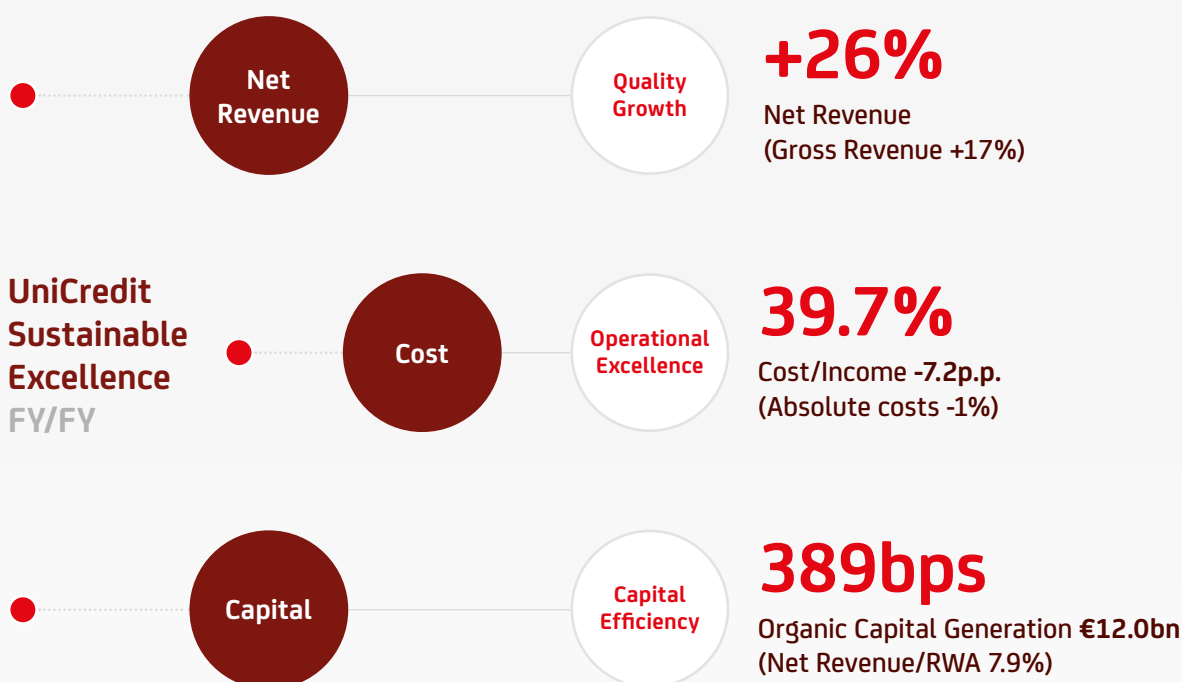 Net
Revenue
Quality
Growth
+26%
Net Revenue
(Gross Revenue +17%)
UniCredit
Sustainable
Excellence
FY/FY
Cost
Operational
Excellence
39.7%
Cost/Income -7.2p.p.
(Absolute costs -1%)
Capital
Capital
Efficiency
389bps
Organic Capital Generation €12.0bn
(Net Revenue/RWA 7.9%)